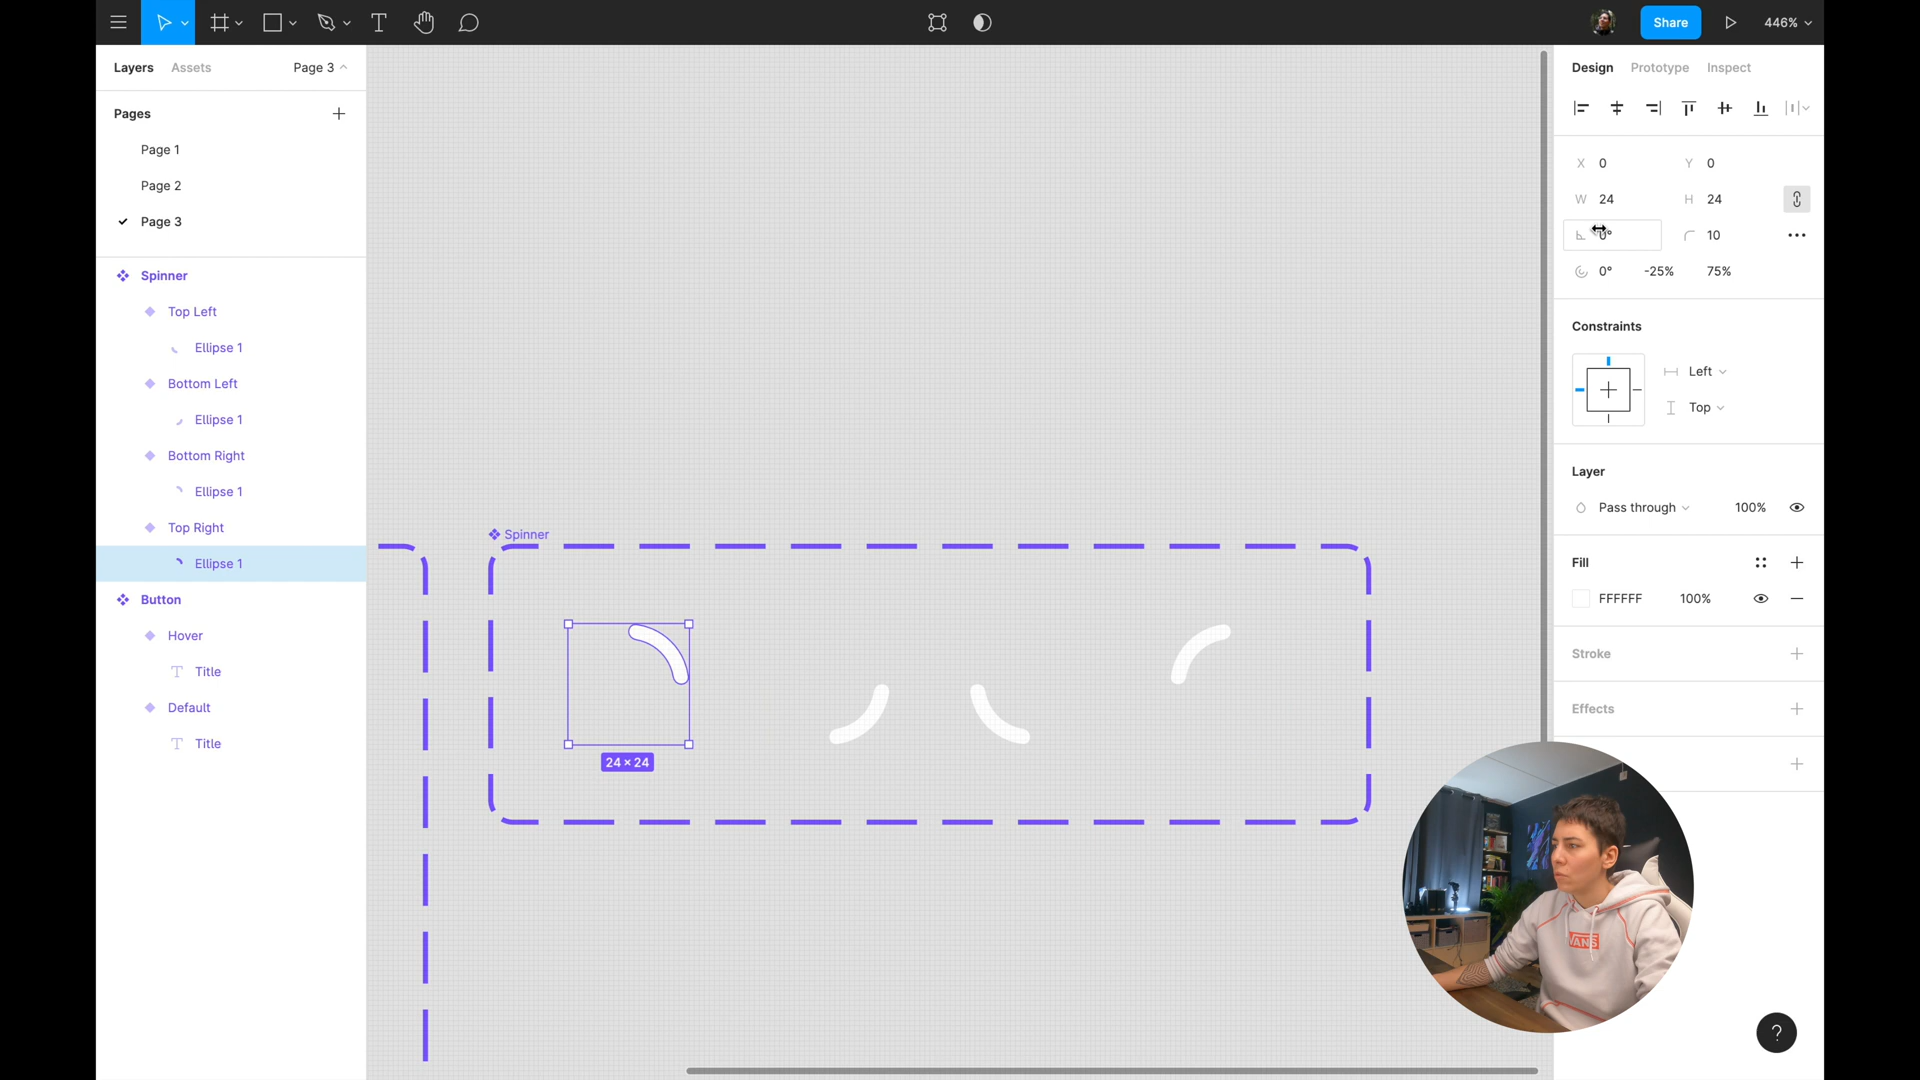 Share
446%
Layers
Assets
Page 3
Pages
Page 1
Page 2
Page 3
Spinner
Top Left
Ellipse 1
Bottom Left
Ellipse 1
Bottom Right
Ellipse 1
Top Right
Ellipse 1
Button
Hover
T Title
Default
T Title
Spinner
24 × 24
Design
Prototype
Inspect
X 0 Y 0
W 24 H 24
0° 10
0° -25% 75%
Constraints
Left
Top
Layer
Pass through 100%
Fill
FFFFFF 100%
Stroke
Effects
VANS
?